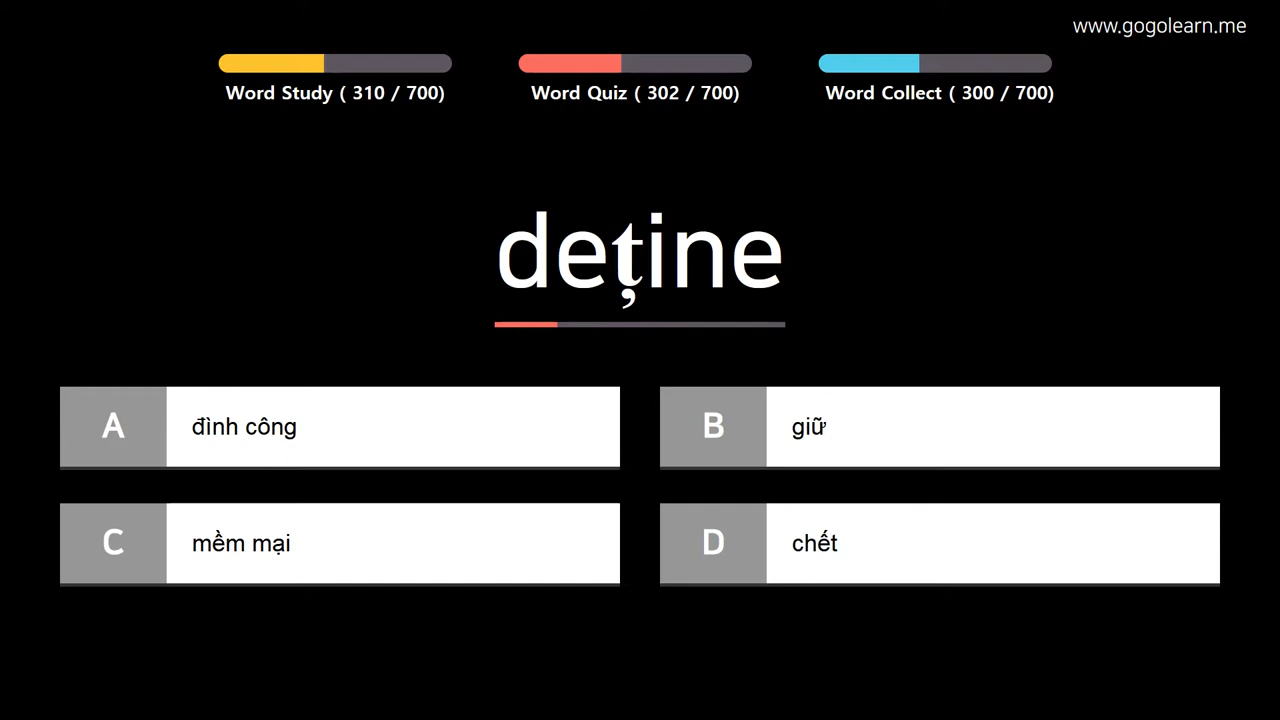 www.gogolearn.me
Word Study ( 310 / 700)
Word Quiz ( 302 / 700)
Word Collect ( 300 / 700)
deține
A
đình công
B
giữ
C
mềm mại
D
chết